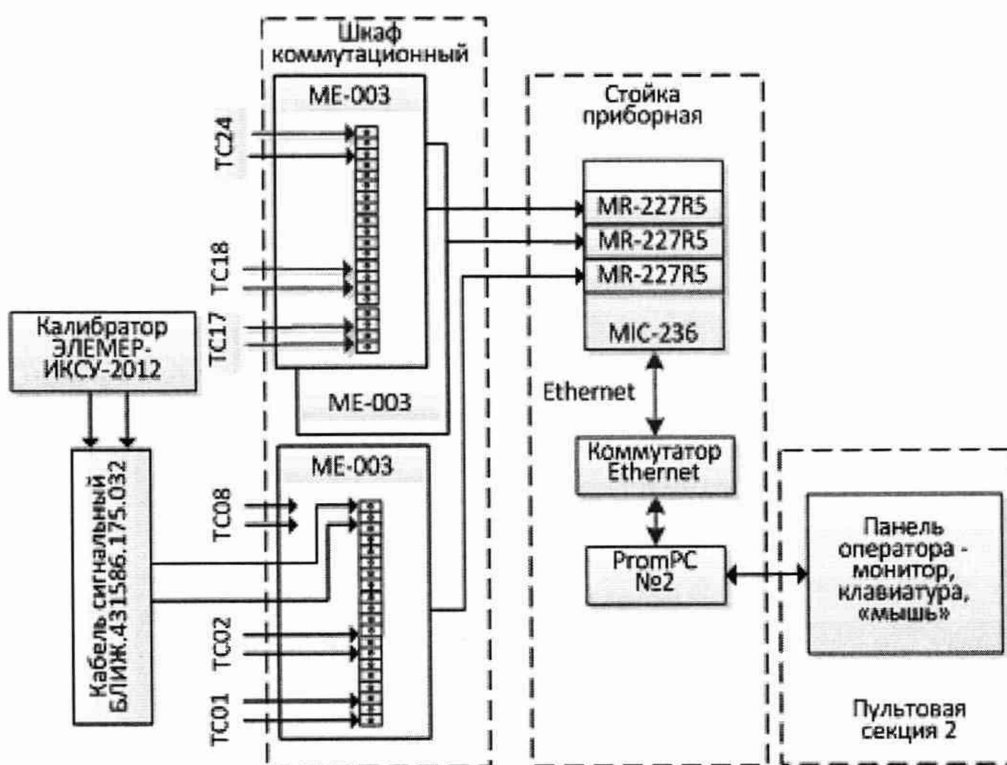 Шкаф
коммутационный
МЕ-003
ТС24
ТС18
ТС17
МЕ-003
МЕ-003
ТС08
ТС02
ТС01
Калибратор
ЭЛЕМЕР-
ИКСУ-2012
Кабель сигнальный
БЛИЖ.431586.175.032
Стойка
приборная
MR-227R5
MR-227R5
MR-227R5
MIC-236
Ethernet
Коммутатор
Ethernet
PromPC
№2
Панель
оператора -
монитор,
клавиатура,
«мышь»
Пультовая
секция 2